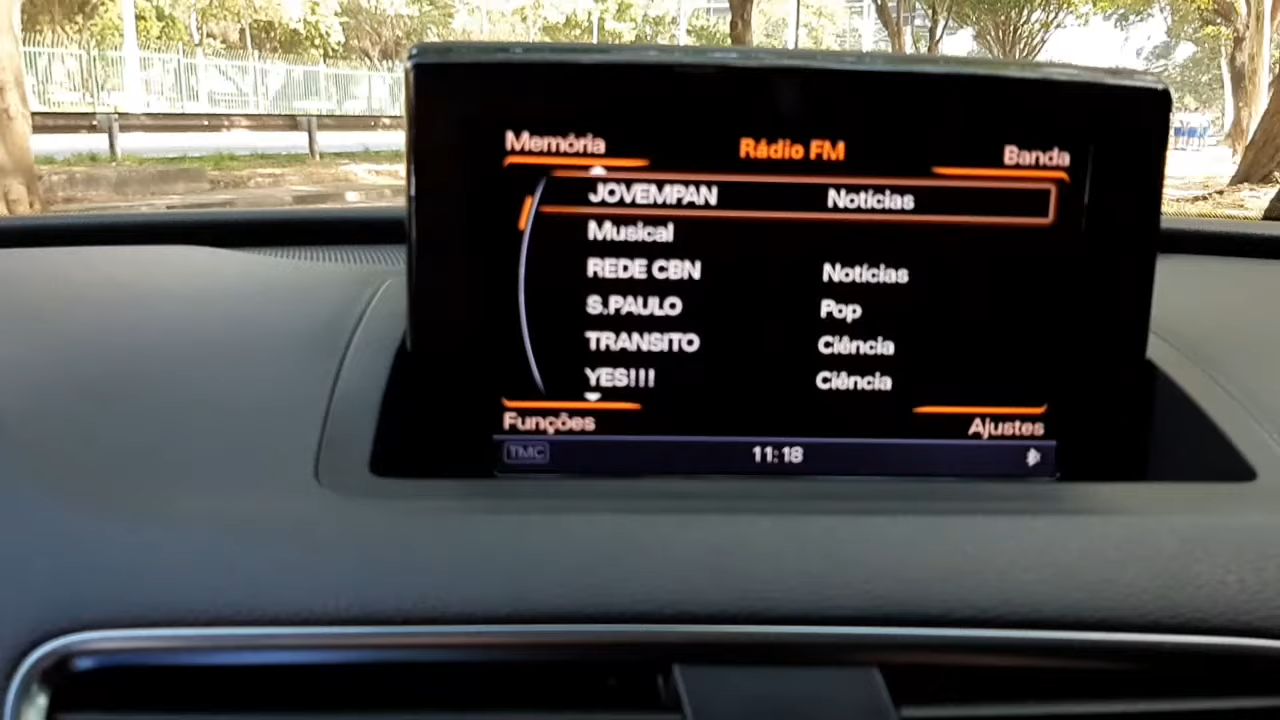 Memória Rádio FM Banda
JOVEMPAN Notícias
Musical
REDE CBN Notícias
S.PAULO Pop
TRANSITO Ciência
YES!!! Ciência
Funções Ajustes
TMC 11:18